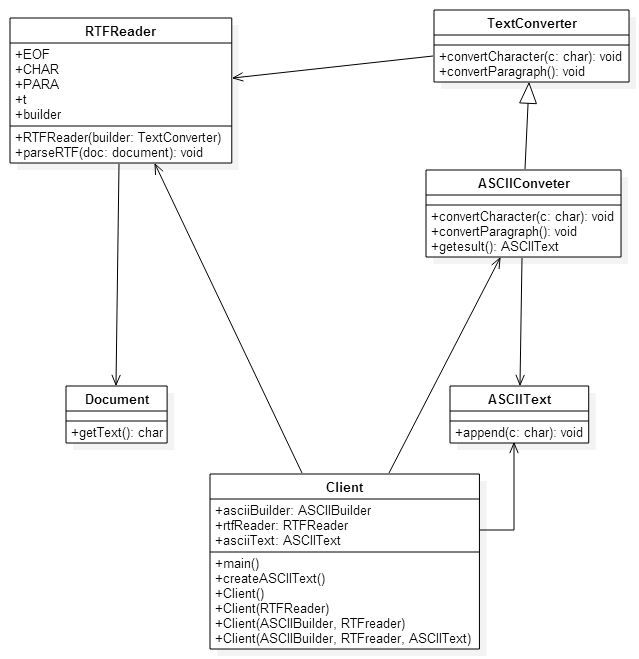 RTFReader
+EOF
+CHAR
+PARA
+t
+builder
+RTFReader(builder: TextConverter)
+parseRTF(doc: document): void
TextConverter
+convertCharacter(c: char): void
+convertParagraph(): void
ASCIIConveter
+convertCharacter(c: char): void
+convertParagraph(): void
+getesult(): ASCIIText
Document
+getText(): char
ASCIIText
+append(c: char): void
Client
+asciiBuilder: ASCIIBuilder
+rtfReader: RTFReader
+asciiText: ASCIIText
+main()
+createASCIIText()
+Client()
+Client(RTFReader)
+Client(ASCIIBuilder, RTFreader)
+Client(ASCIIBuilder, RTFreader, ASCIIText)